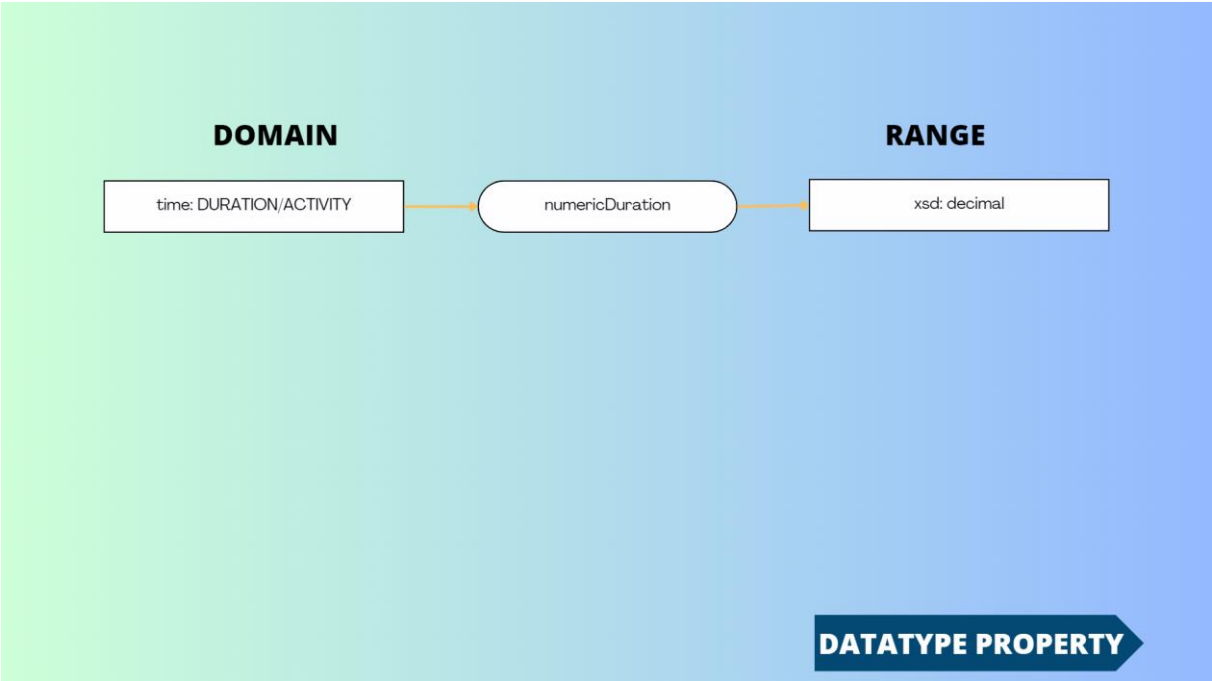 DOMAIN
RANGE
time: DURATION/ACTIVITY
numericDuration
xsd: decimal
DATATYPE PROPERTY